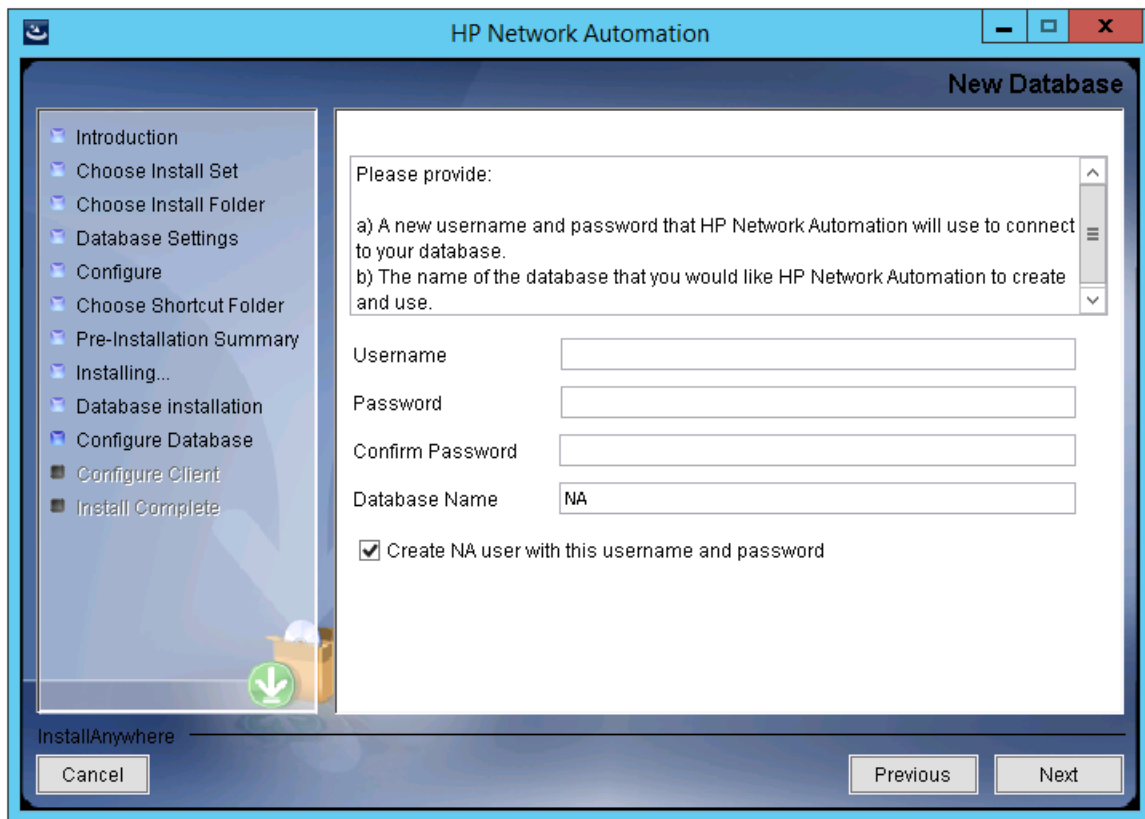 HP Network Automation
New Database
Introduction
Choose Install Set
Choose Install Folder
Database Settings
Configure
Choose Shortcut Folder
Pre-Installation Summary
Installing...
Database installation
Configure Database
Configure Client
Install Complete
Please provide:
a) A new username and password that HP Network Automation will use to connect
to your database.
b) The name of the database that you would like HP Network Automation to create
and use.
Username
Password
Confirm Password
Database Name
NA
Create NA user with this username and password
InstallAnywhere
Cancel
Previous
Next